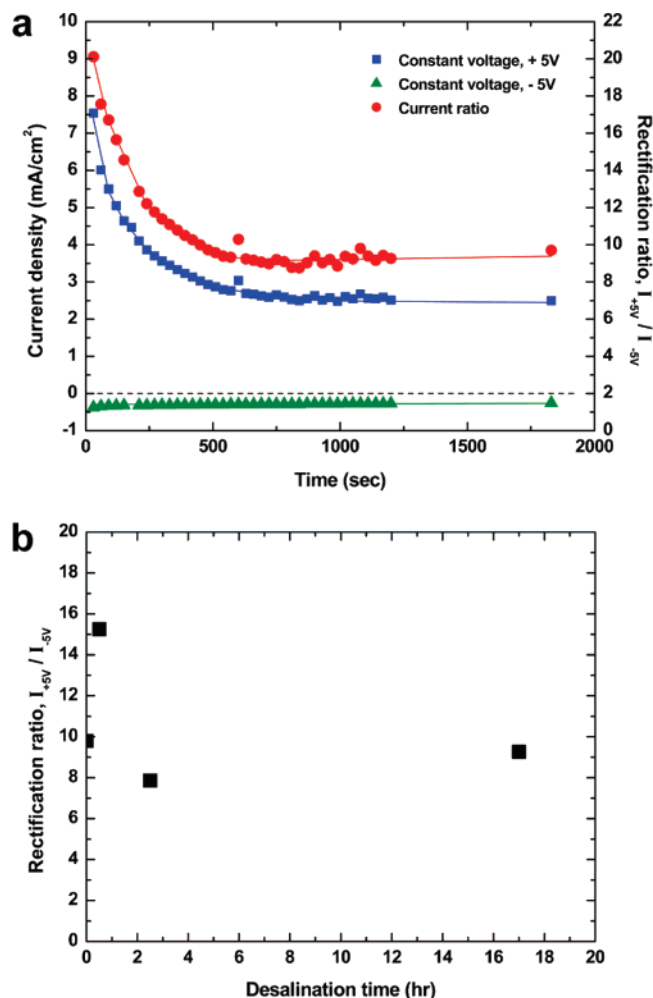 a
10
9
8
7
6
5
4
3
2
1
0
-1
Current density (mA/cm²)
Constant voltage, + 5V
Constant voltage, - 5V
Current ratio
22
20
18
16
14
12
10
8
6
4
2
0
Rectification ratio, I+5V / I-5V
0 500 1000 1500 2000
Time (sec)
b
20
18
16
14
12
10
8
6
4
2
0
Rectification ratio, I+5V / I-5V
0 2 4 6 8 10 12 14 16 18 20
Desalination time (hr)